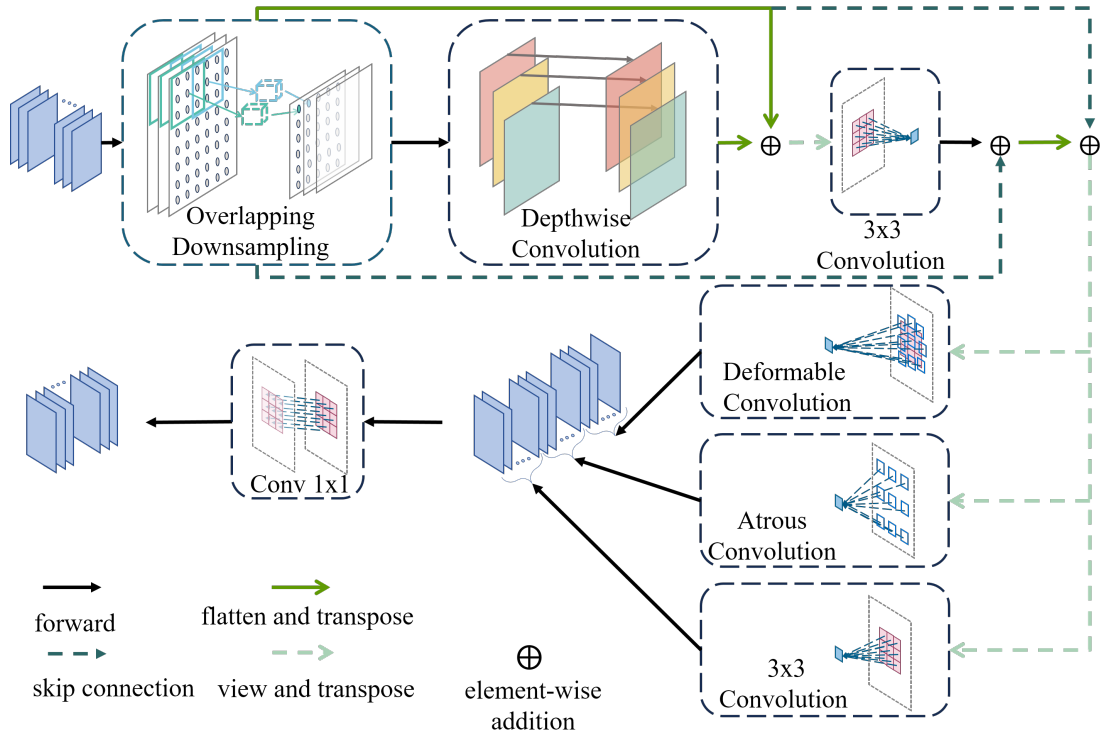 Overlapping
Downsampling
Depthwise
Convolution
3x3
Convolution
Deformable
Convolution
Conv 1x1
Atrous
Convolution
3x3
Convolution
forward
flatten and transpose
skip connection
view and transpose
element-wise
addition